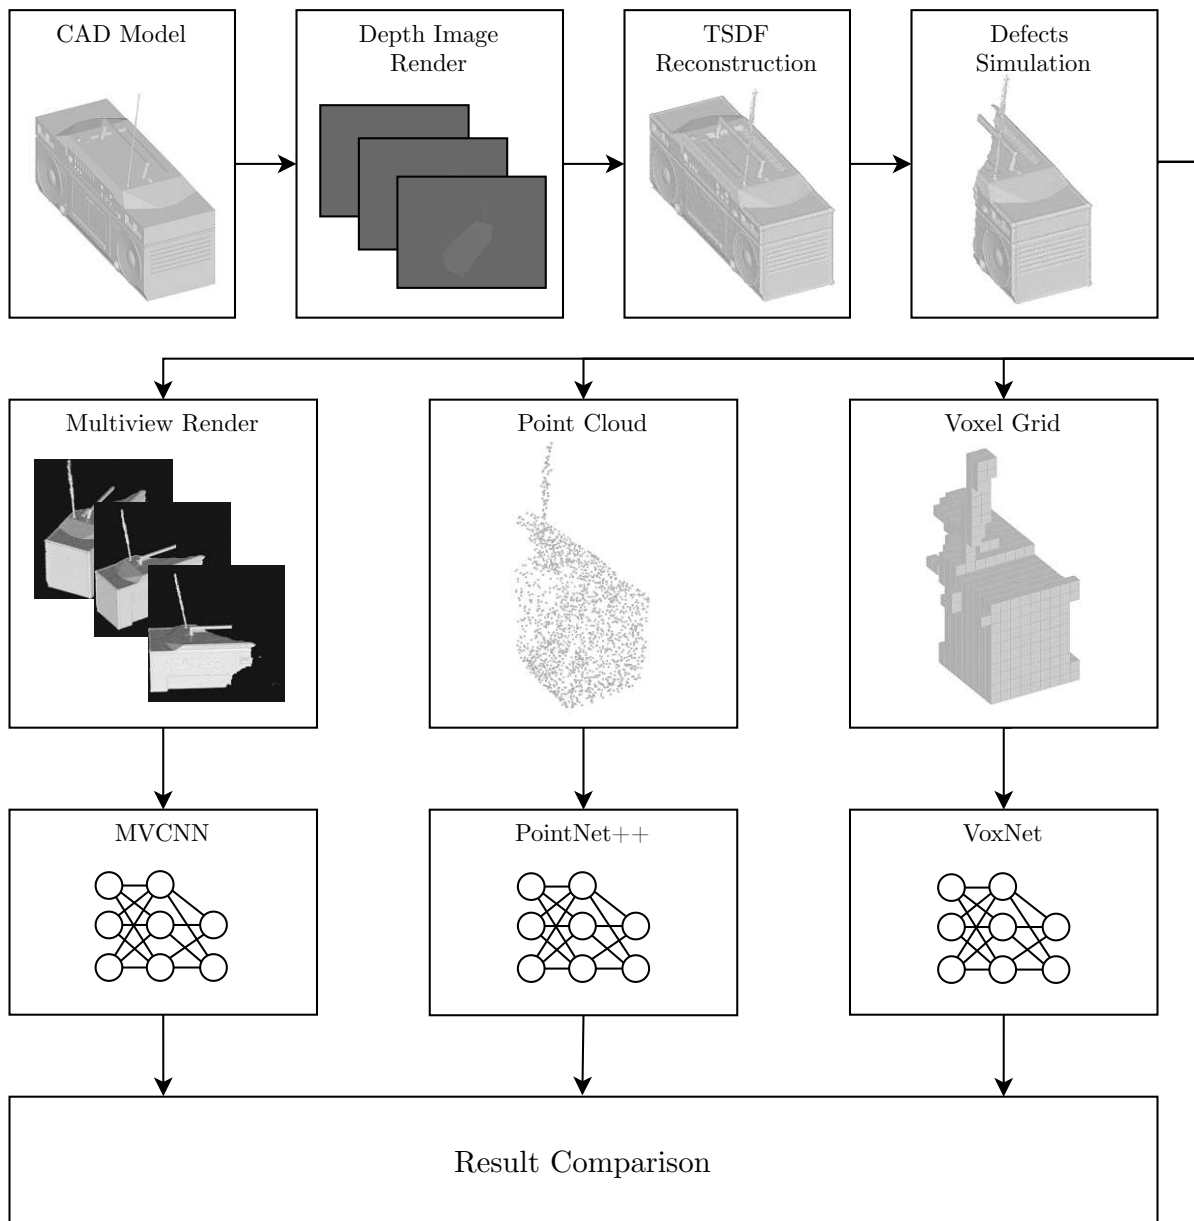 CAD Model
Depth Image
Render
TSDF
Reconstruction
Defects
Simulation
Multiview Render
Point Cloud
Voxel Grid
MVCNN
PointNet++
VoxNet
Result Comparison